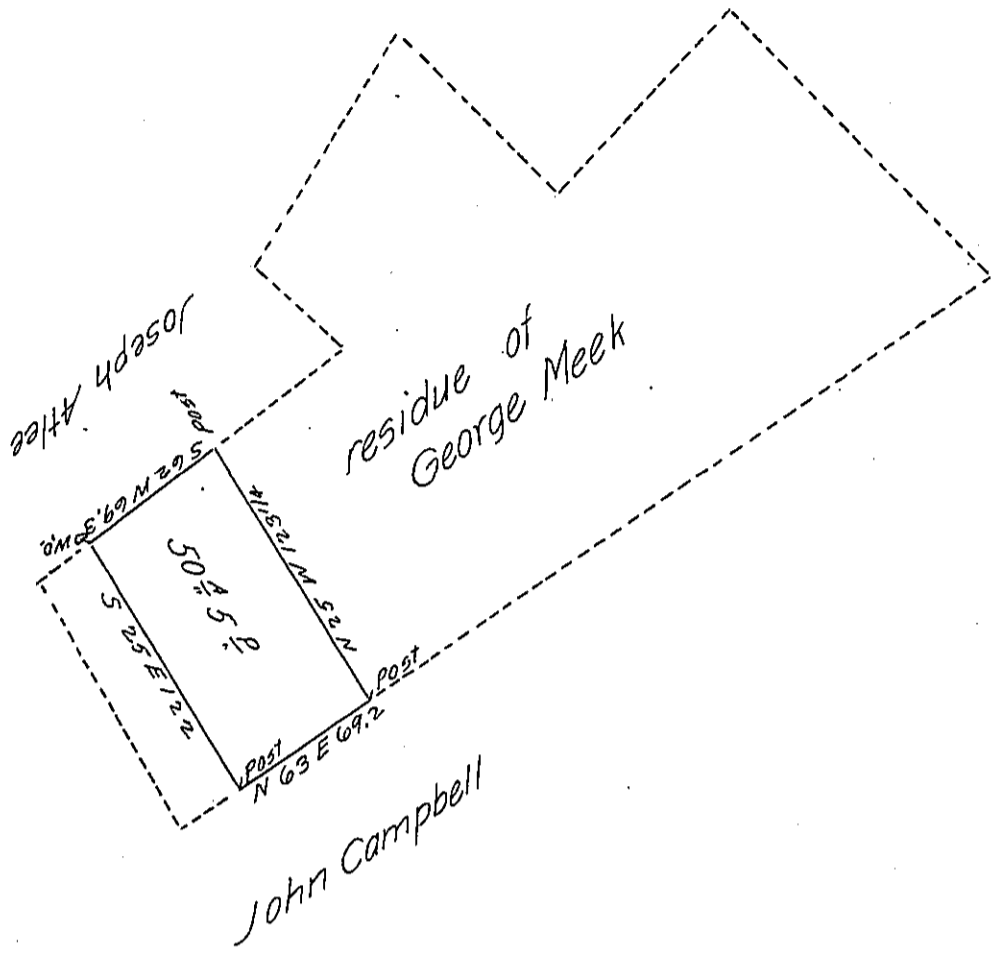 Joseph Atlee
post
S 62 W 69.3
W.O.
residue of
George Meek
N 25 W 123 1/4
50 A 5 P
S 25 E 122
Post
Post
N 63 E 69.2
John Campbell